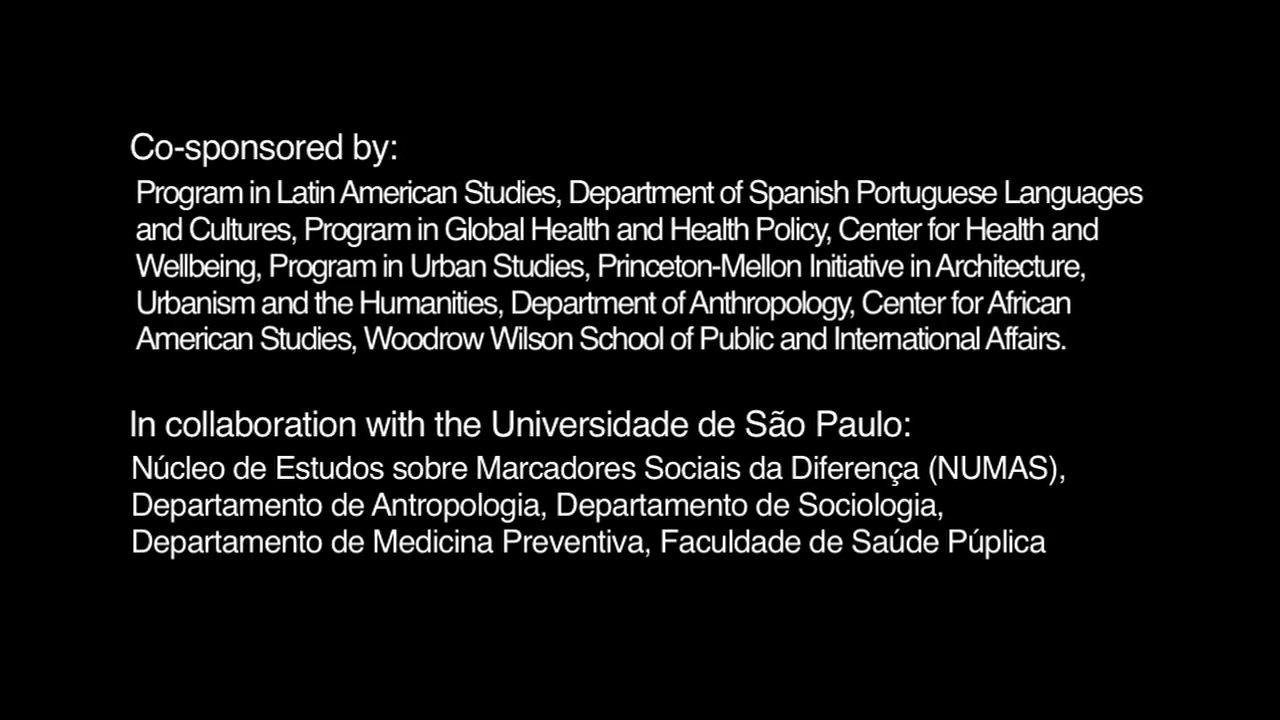 Co-sponsored by:
Program in Latin American Studies, Department of Spanish Portuguese Languages
and Cultures, Program in Global Health and Health Policy, Center for Health and
Wellbeing, Program in Urban Studies, Princeton-Mellon Initiative in Architecture,
Urbanism and the Humanities, Department of Anthropology, Center for African
American Studies, Woodrow Wilson School of Public and International Affairs.
In collaboration with the Universidade de São Paulo:
Núcleo de Estudos sobre Marcadores Sociais da Diferença (NUMAS),
Departamento de Antropologia, Departamento de Sociologia,
Departamento de Medicina Preventiva, Faculdade de Saúde Púplica